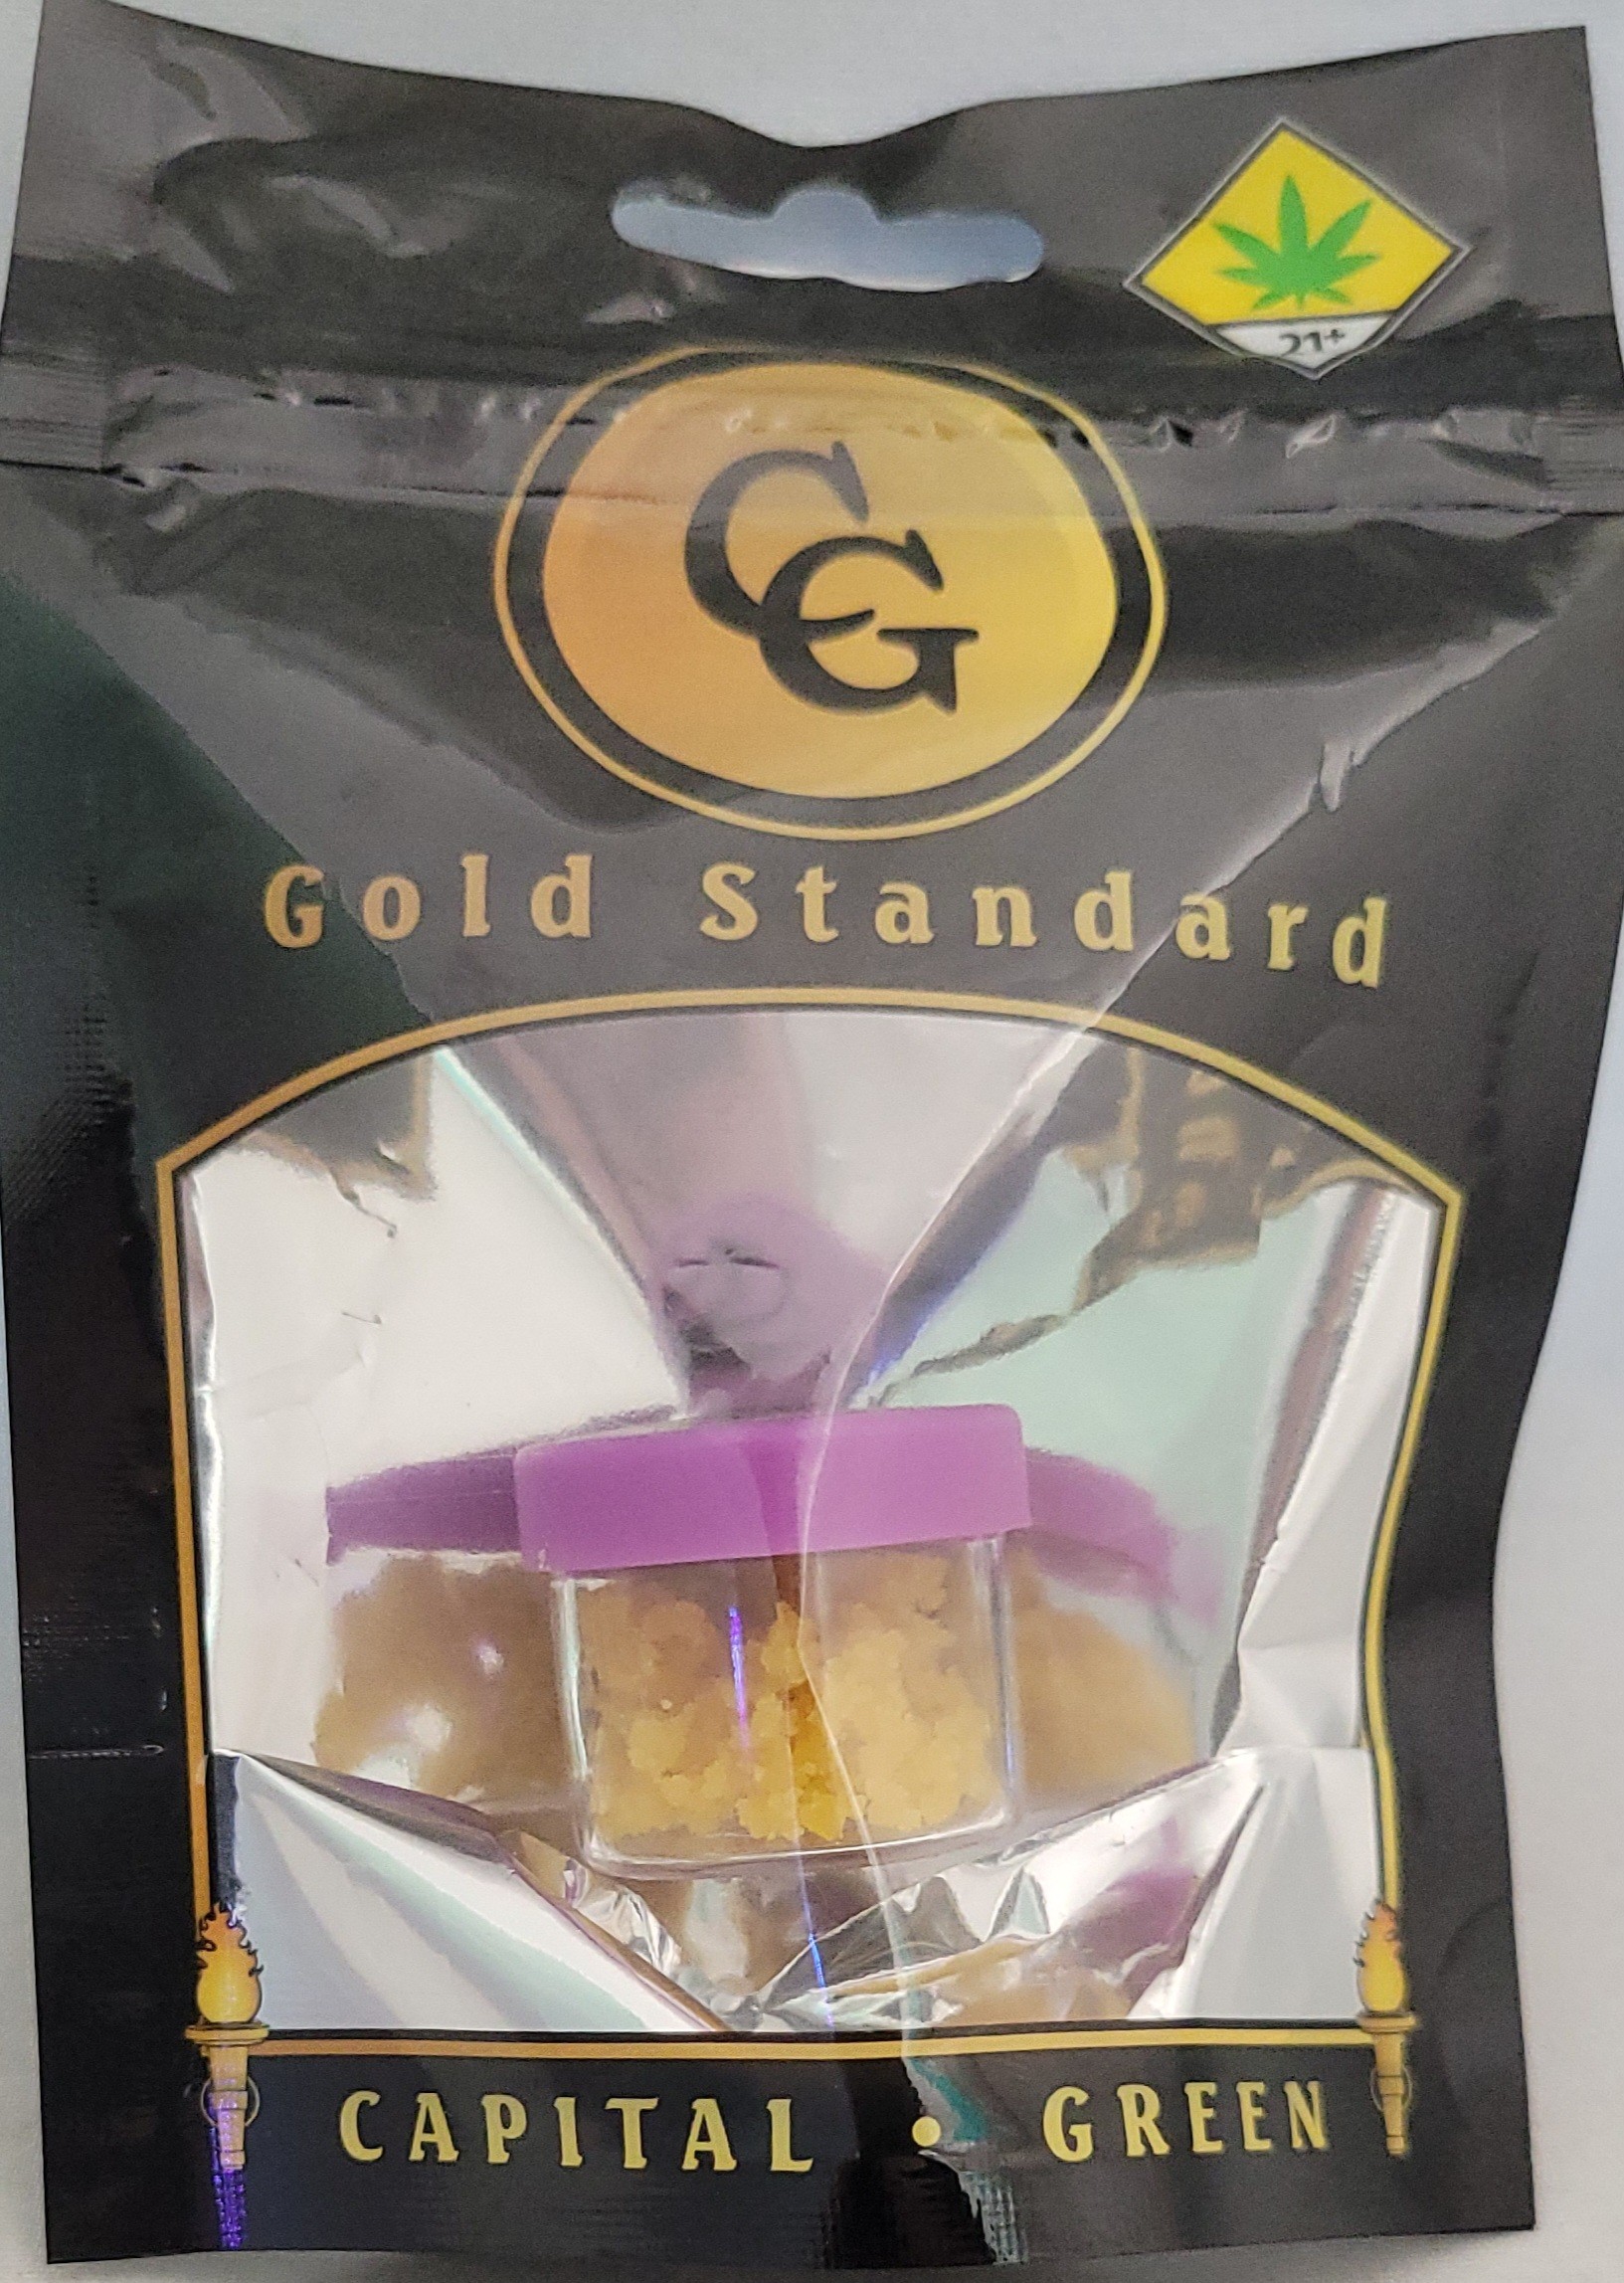 21+
CG
Gold Standard
CAPITAL • GREEN